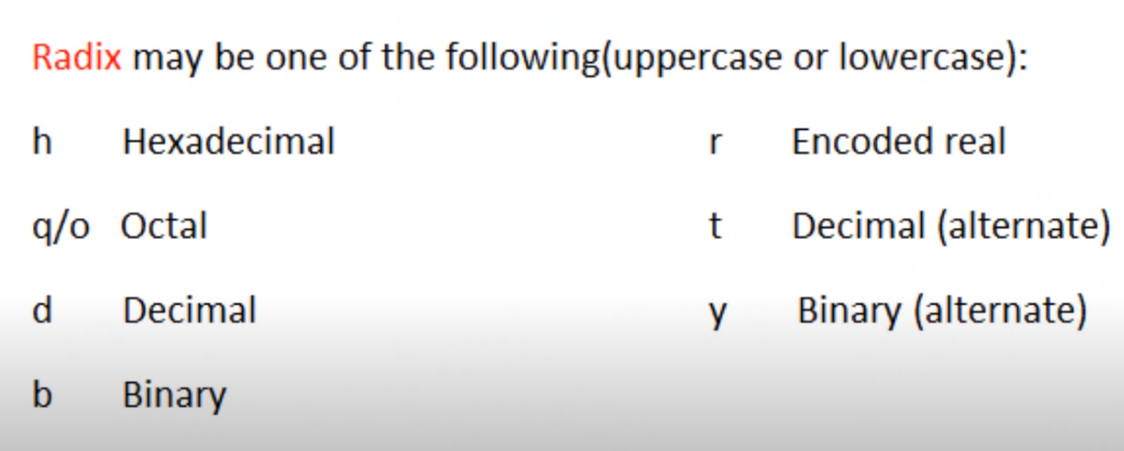 Radix may be one of the following(uppercase or lowercase):
h Hexadecimal r Encoded real
q/o Octal t Decimal (alternate)
d Decimal y Binary (alternate)
b Binary